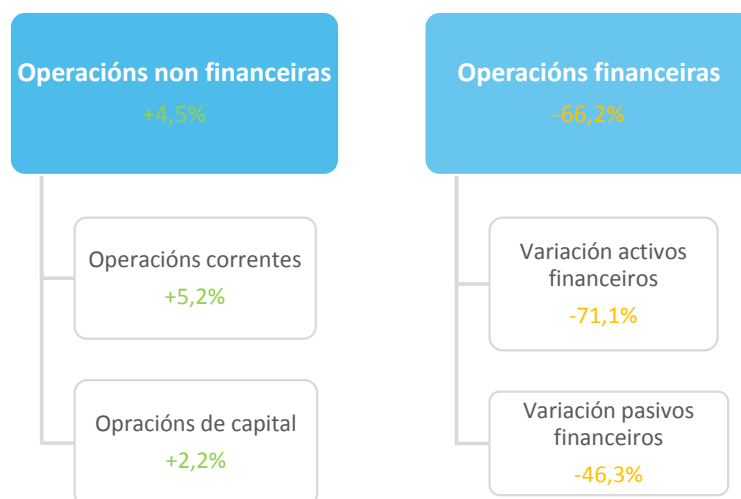 Operacións non financeiras
+4,5%
Operacións correntes
+5,2%
Opracións de capital
+2,2%
Operacións financeiras
-66,2%
Variación activos
financeiros
-71,1%
Variación pasivos
financeiros
-46,3%